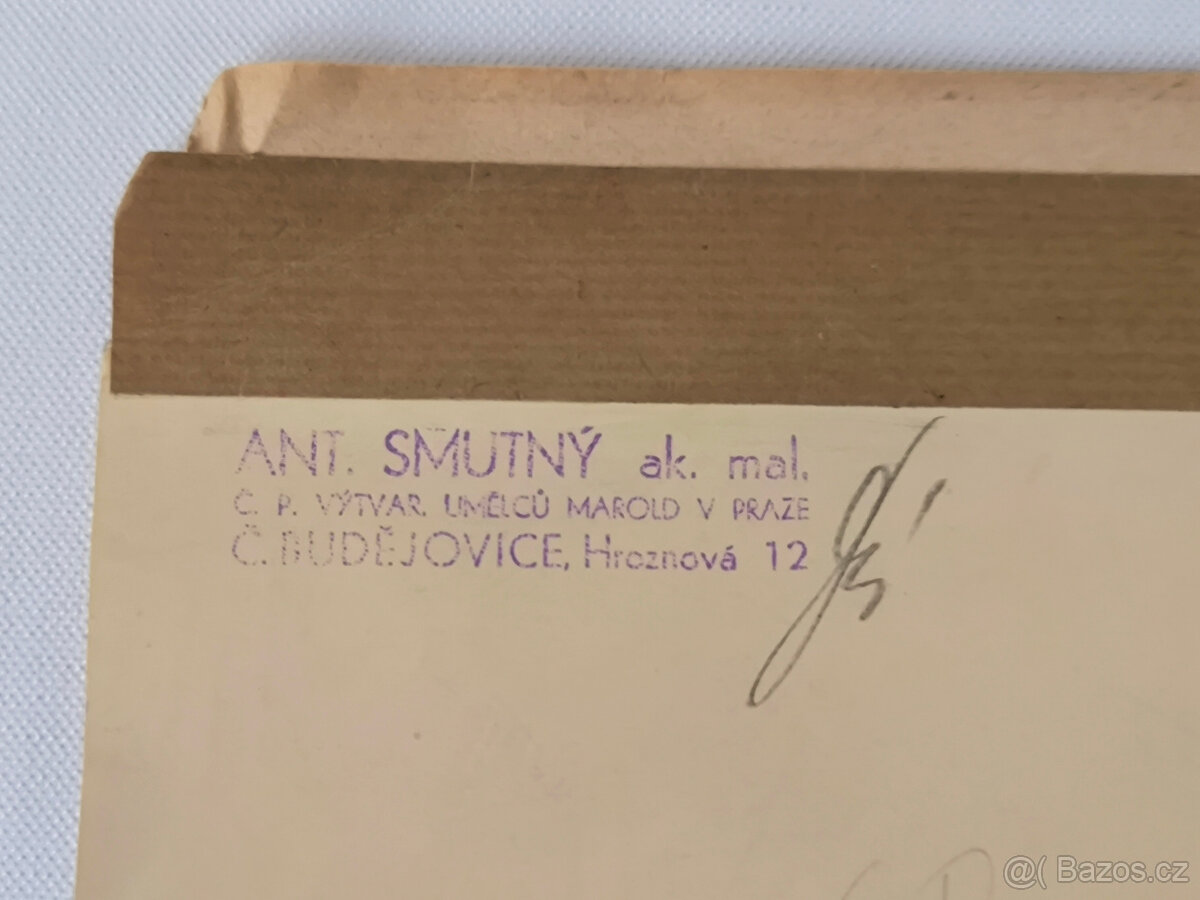 ANT. SMUTNÝ ak. mal.
Č. P. VÝTVAR. UMĚLCŮ MAROLD V PRAZE
Č. BUDĚJOVICE, Hroznová 12
@( Bazos.cz